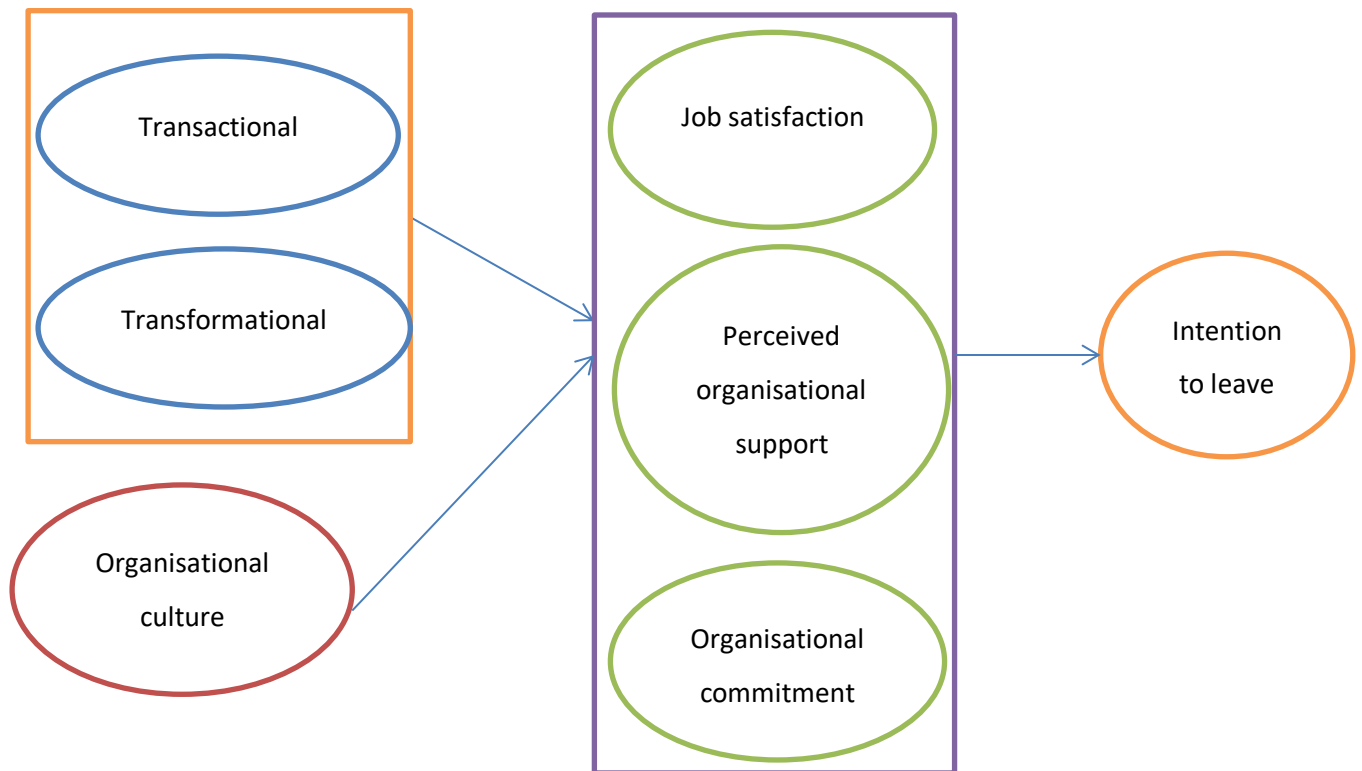 Transactional
Transformational
Organisational
culture
Job satisfaction
Perceived
organisational
support
Organisational
commitment
Intention
to leave